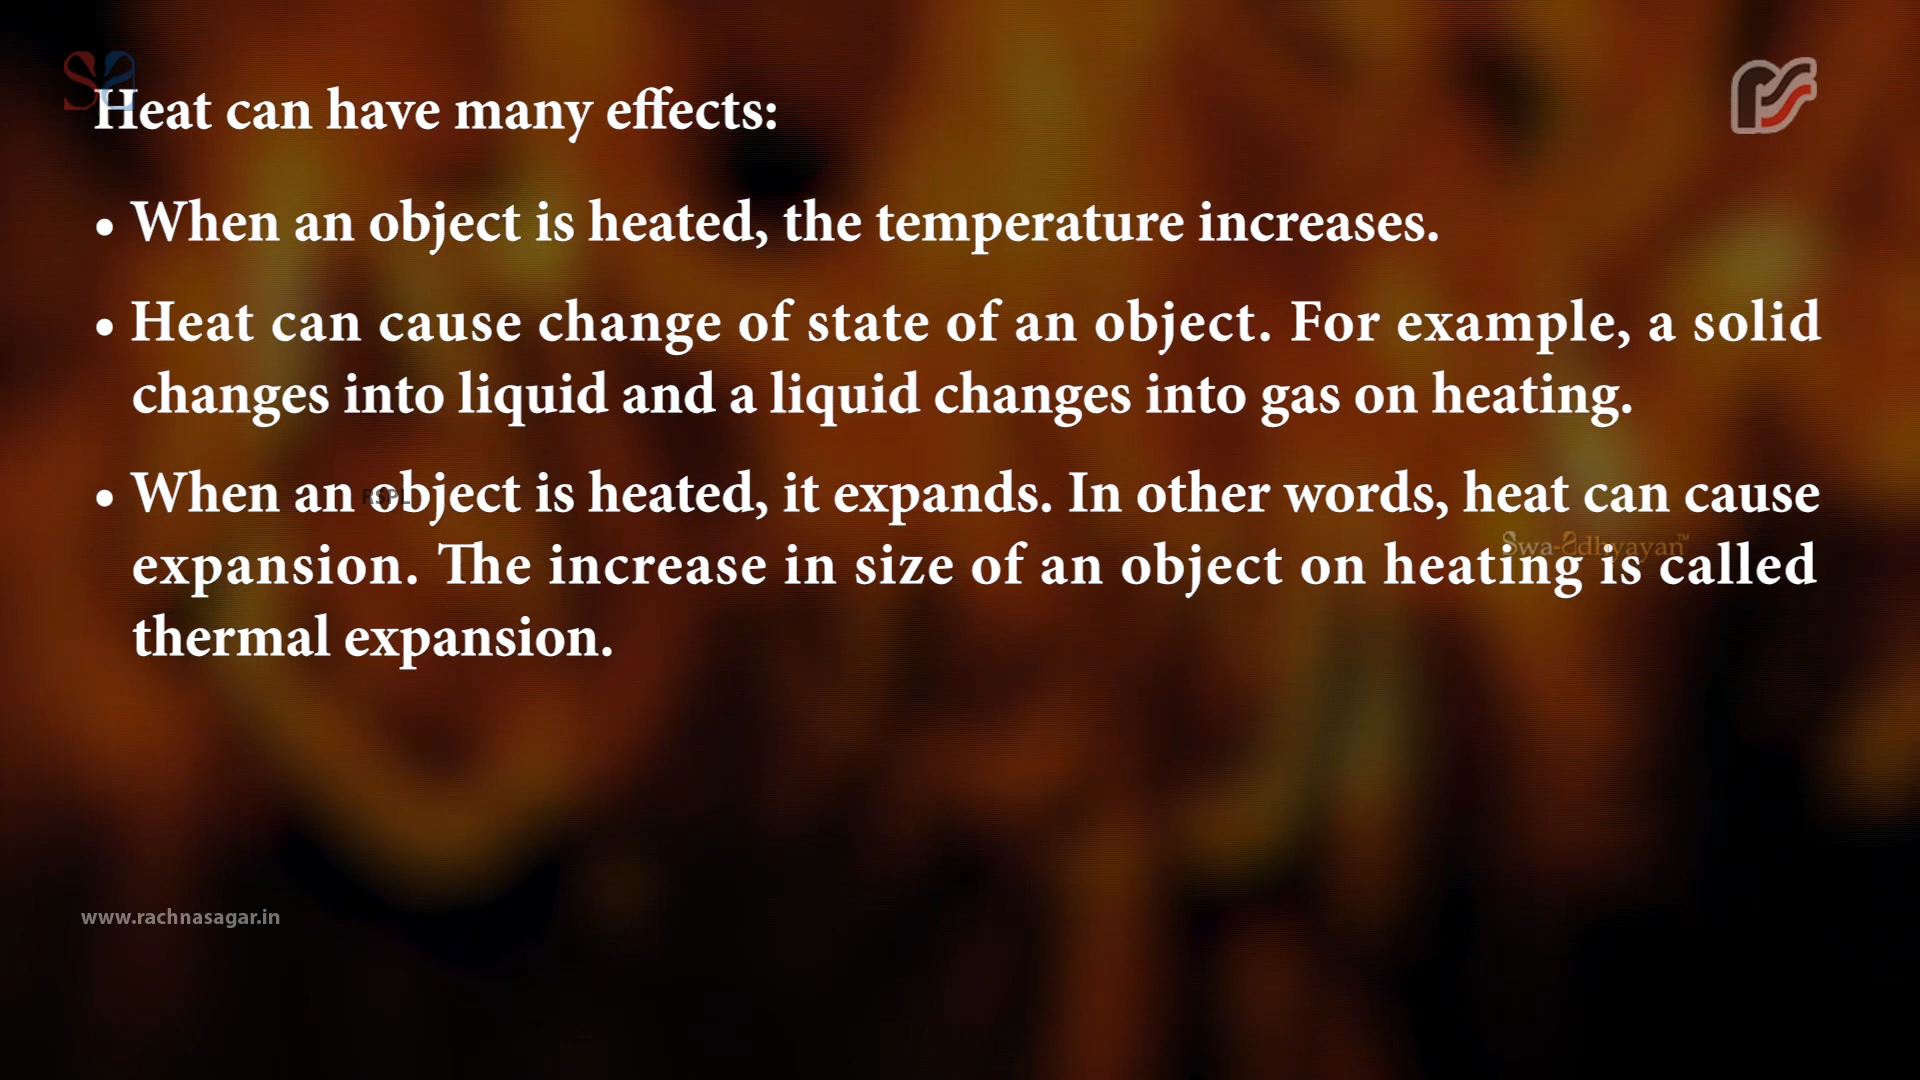 Heat can have many effects:
• When an object is heated, the temperature increases.
• Heat can cause change of state of an object. For example, a solid
changes into liquid and a liquid changes into gas on heating.
• When an object is heated, it expands. In other words, heat can cause
expansion. The increase in size of an object on heating is called
thermal expansion.
RSPL
Swa-Adhyayan™
www.rachnasagar.in